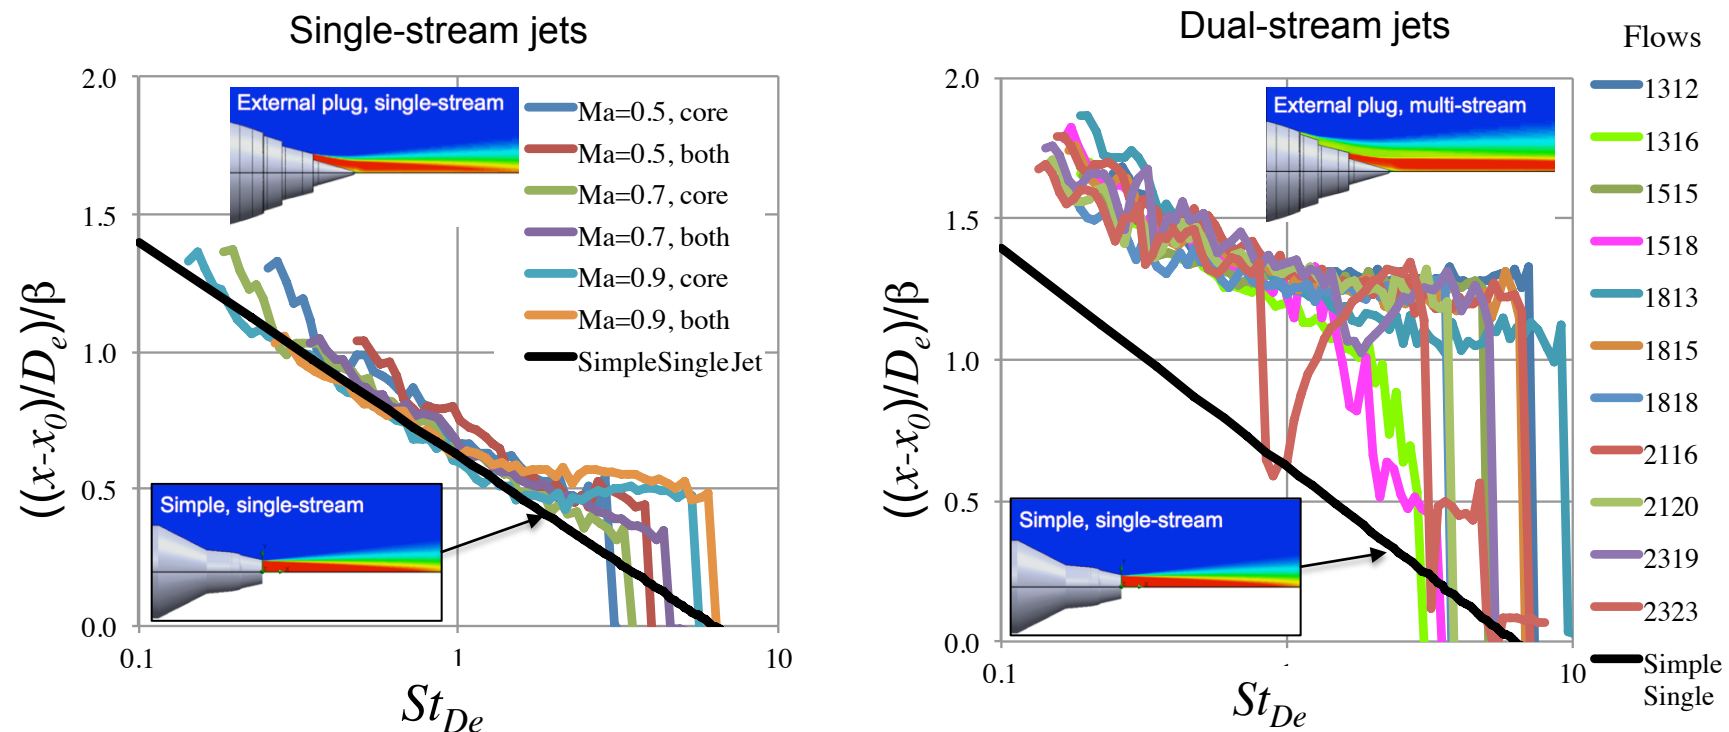 Single-stream jets
2.0
1.5
1.0
0.5
0.0
0.1
1
10
((x-x0)/De)/β
StDe
External plug, single-stream
Ma=0.5, core
Ma=0.5, both
Ma=0.7, core
Ma=0.7, both
Ma=0.9, core
Ma=0.9, both
SimpleSingleJet
Simple, single-stream
Dual-stream jets
2.0
1.5
1.0
0.5
0.0
0.1
10
((x-x0)/De)/β
StDe
External plug, multi-stream
Simple, single-stream
Flows
1312
1316
1515
1518
1813
1815
1818
2116
2120
2319
2323
Simple
Single